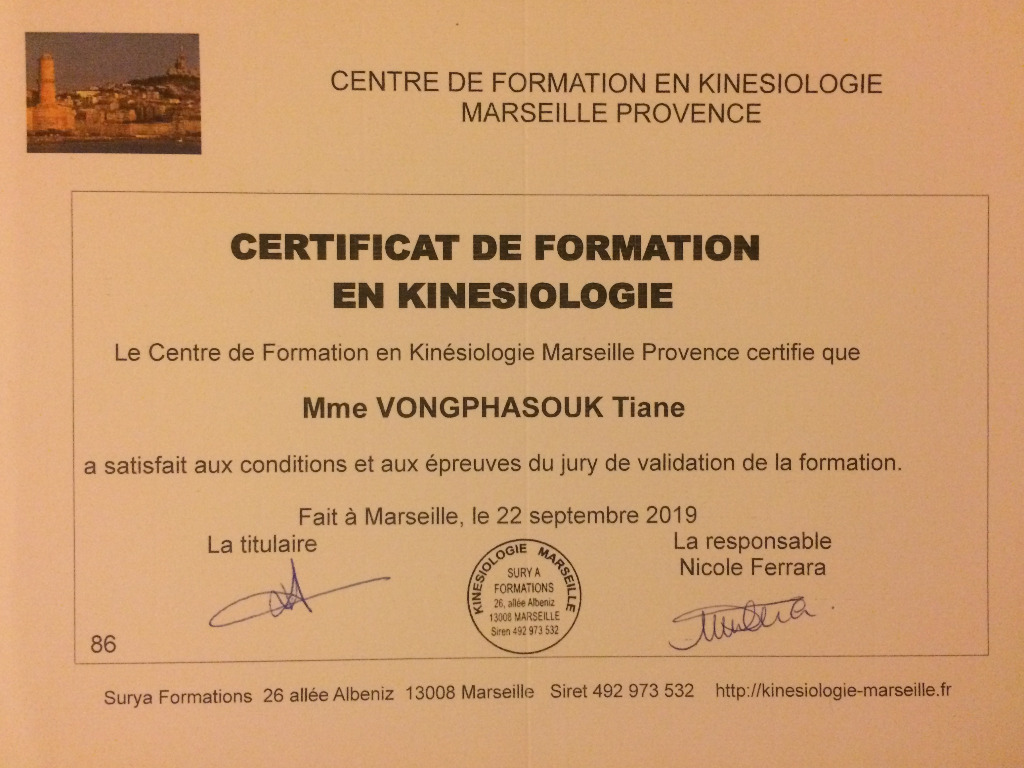 CENTRE DE FORMATION EN KINESIOLOGIE
MARSEILLE PROVENCE
CERTIFICAT DE FORMATION
EN KINESIOLOGIE
Le Centre de Formation en Kinésiologie Marseille Provence certifie que
Mme VONGPHASOUK Tiane
a satisfait aux conditions et aux épreuves du jury de validation de la formation.
Fait à Marseille, le 22 septembre 2019
La titulaire
La responsable
Nicole Ferrara
KINESIOLOGIE MARSEILLE
SURY A
FORMATIONS
26, allée Albeniz
13008 MARSEILLE
Siren 492 973 532
86
Surya Formations 26 allée Albeniz 13008 Marseille Siret 492 973 532 http://kinesiologie-marseille.fr